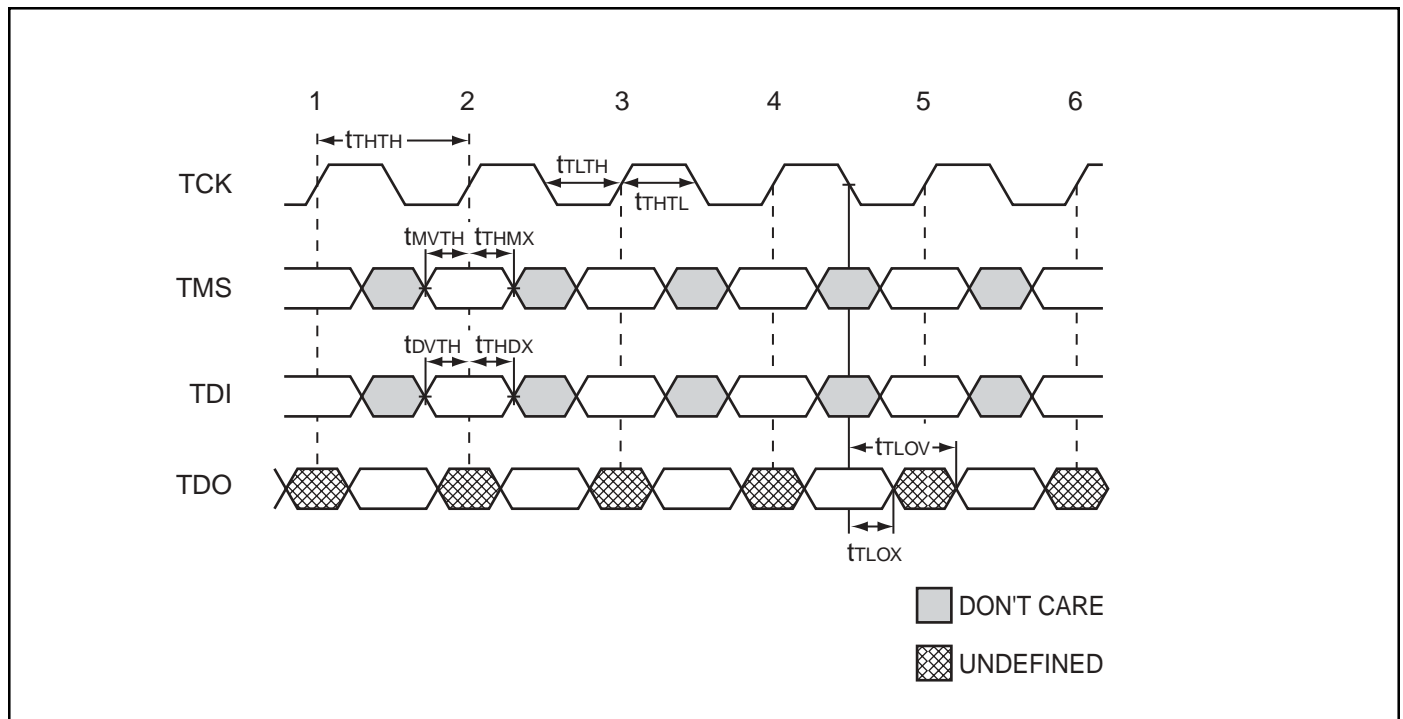 1 2 3 4 5 6
tTHTH
TCK
tTLTH
tTHTL
tMVTH tTHMX
TMS
tDVTH tTHDX
TDI
tTLOV
TDO
tTLOX
DON'T CARE
UNDEFINED